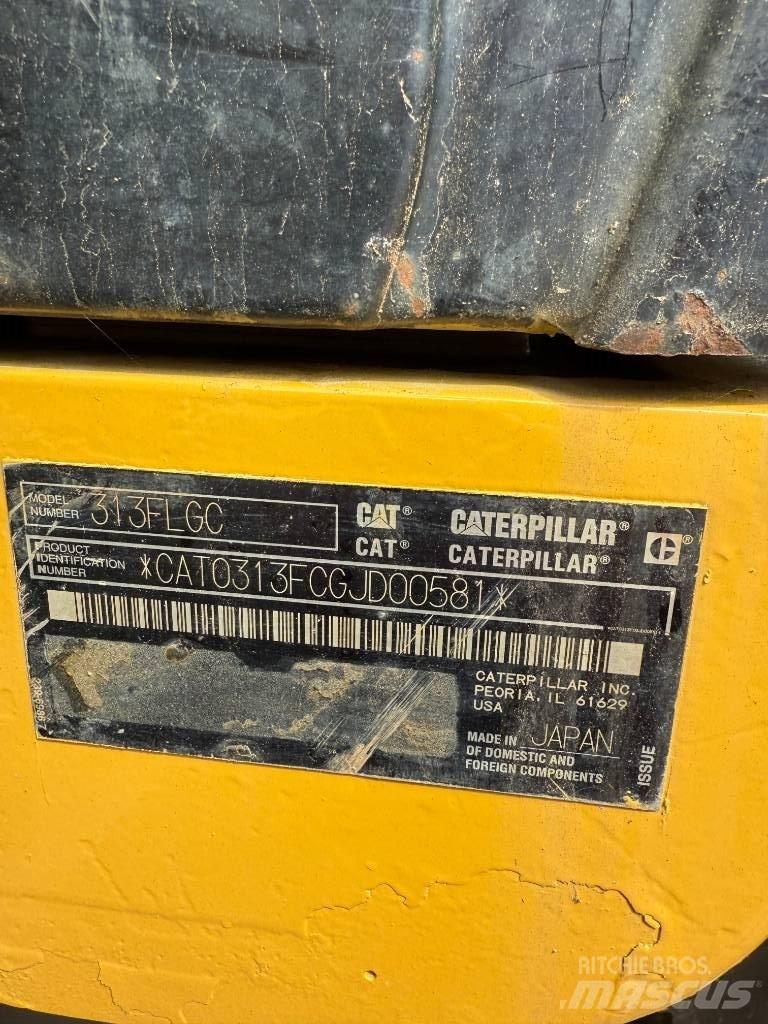 MODEL
NUMBER 313FLGC
CAT® CATERPILLAR®
CAT® CATERPILLAR®
C
PRODUCT
IDENTIFICATION
NUMBER *CAT0313FCGJD00581*
CATERPILLAR INC.
PEORIA, IL 61629
USA
MADE IN JAPAN
OF DOMESTIC AND
FOREIGN COMPONENTS
ISSUE
RITCHIE BROS.
MASCUS